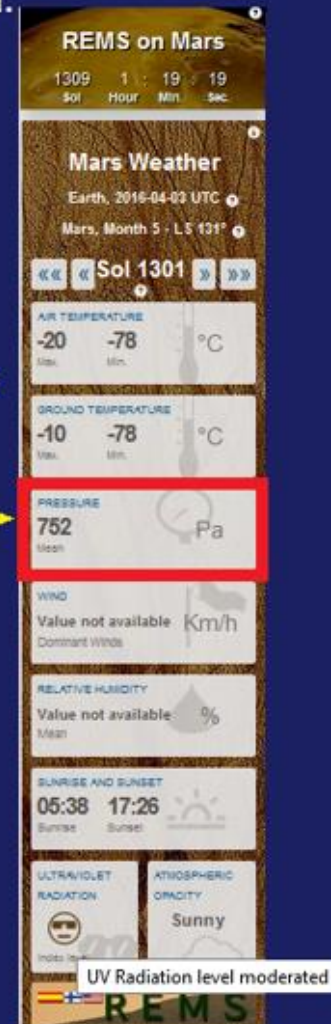 REMS on Mars
1309 1 : 19 : 19
Sol Hour Min. Sec.
Mars Weather
Earth, 2016-04-03 UTC
Mars, Month 5 - LS 131°
«« « Sol 1301 » »»
AIR TEMPERATURE
-20 -78 °C
Max. Min.
GROUND TEMPERATURE
-10 -78 °C
Max. Min.
PRESSURE
752 Pa
Mean
WIND
Value not available Km/h
Dominant Winds
RELATIVE HUMIDITY
Value not available %
Mean
SUNRISE AND SUNSET
05:38 17:26
Sunrise Sunset
ULTRAVIOLET RADIATION
ATMOSPHERIC OPACITY
Sunny
Index
UV Radiation level moderated
REMS